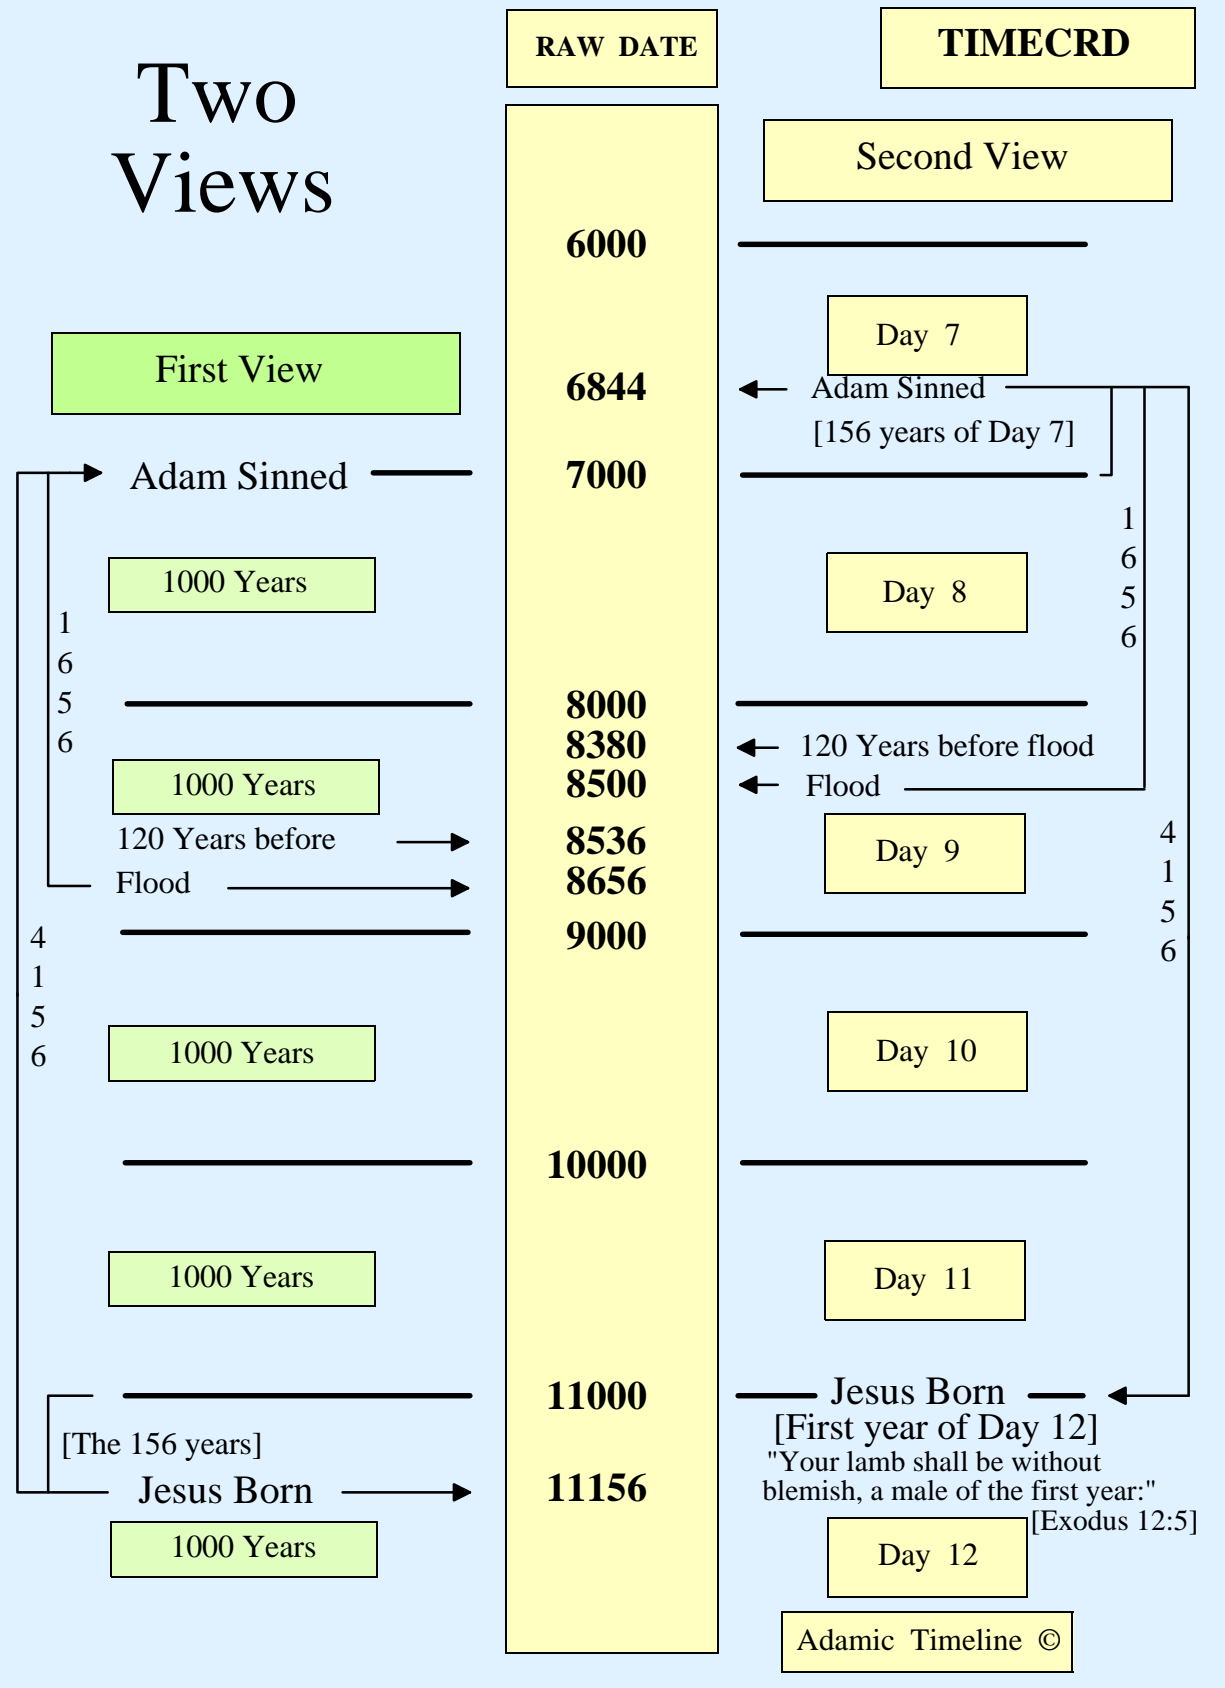 RAW DATE
TIMECRD
Two
Views
Second View
6000
Day 7
First View
6844
Adam Sinned
[156 years of Day 7]
Adam Sinned
7000
1
6
5
6
1000 Years
Day 8
1
6
5
6
8000
8380
120 Years before flood
1000 Years
8500
Flood
120 Years before
8536
Day 9
4
1
5
6
Flood
8656
9000
4
1
5
6
1000 Years
Day 10
10000
1000 Years
Day 11
11000
Jesus Born
[First year of Day 12]
[The 156 years]
"Your lamb shall be without
blemish, a male of the first year:"
[Exodus 12:5]
Jesus Born
11156
1000 Years
Day 12
Adamic Timeline ©